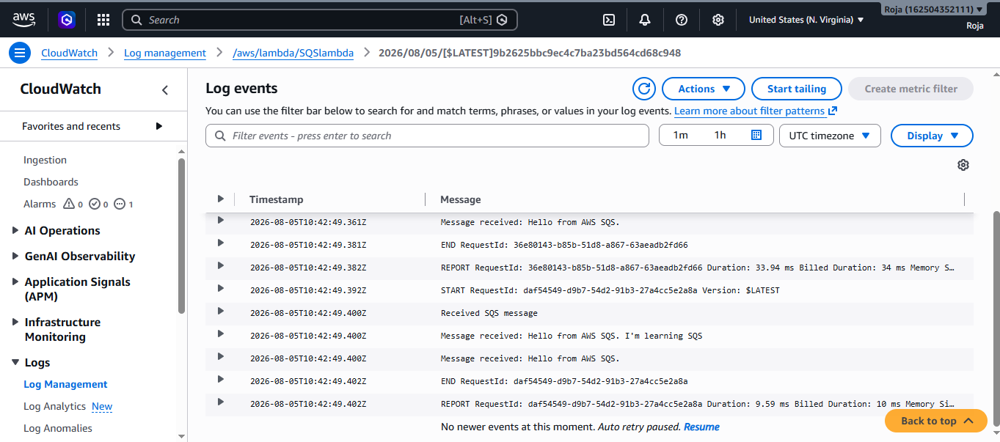 aws
Search [Alt+S]
United States (N. Virginia)
Roja (162504352111)
Roja
CloudWatch > Log management > /aws/lambda/SQSlambda > 2026/08/05/[$LATEST]9b2625bbc9ec4c7ba23bd564cd68c948
CloudWatch
Favorites and recents
Ingestion
Dashboards
Alarms 0 0 1
AI Operations
GenAI Observability
Application Signals
(APM)
Infrastructure
Monitoring
Logs
Log Management
Log Analytics New
Log Anomalies
Log events
Actions
Start tailing
Create metric filter
You can use the filter bar below to search for and match terms, phrases, or values in your log events. Learn more about filter patterns
Filter events - press enter to search
1m 1h
UTC timezone
Display
Timestamp Message
2026-08-05T10:42:49.361Z Message received: Hello from AWS SQS.
2026-08-05T10:42:49.381Z END RequestId: 36e80143-b85b-51d8-a867-63aeadb2fd66
2026-08-05T10:42:49.382Z REPORT RequestId: 36e80143-b85b-51d8-a867-63aeadb2fd66 Duration: 33.94 ms Billed Duration: 34 ms Memory S…
2026-08-05T10:42:49.392Z START RequestId: daf54549-d9b7-54d2-91b3-27a4cc5e2a8a Version: $LATEST
2026-08-05T10:42:49.400Z Received SQS message
2026-08-05T10:42:49.400Z Message received: Hello from AWS SQS. I'm learning SQS
2026-08-05T10:42:49.400Z Message received: Hello from AWS SQS.
2026-08-05T10:42:49.402Z END RequestId: daf54549-d9b7-54d2-91b3-27a4cc5e2a8a
2026-08-05T10:42:49.402Z REPORT RequestId: daf54549-d9b7-54d2-91b3-27a4cc5e2a8a Duration: 9.59 ms Billed Duration: 10 ms Memory Si…
No newer events at this moment. Auto retry paused. Resume
Back to top